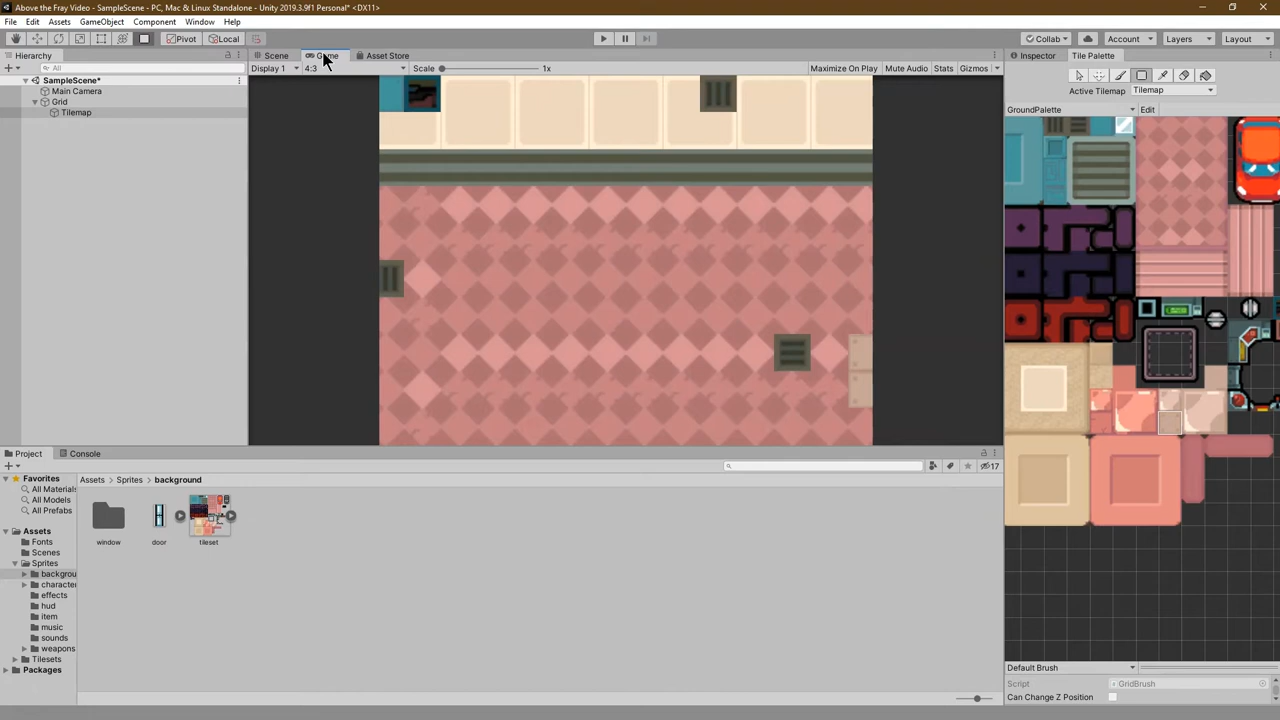 Above the Fray Video - SampleScene - PC, Mac & Linux Standalone - Unity 2019.3.9f1 Personal* <DX11>
File Edit Assets GameObject Component Window Help
Pivot Local Collab Account Layers Layout
Hierarchy Scene Game Asset Store Inspector Tile Palette
All Display 1 4:3 Scale 1x Maximize On Play Mute Audio Stats Gizmos
SampleScene*
Main Camera
Grid
Tilemap
Active Tilemap Tilemap
GroundPalette Edit
Project Console
17
Favorites
All Materials
All Models
All Prefabs
Assets
Fonts
Scenes
Sprites
backgrou
character
effects
hud
item
music
sounds
weapons
Tilesets
Packages
Assets Sprites background
window door tileset
Default Brush
Script GridBrush
Can Change Z Position